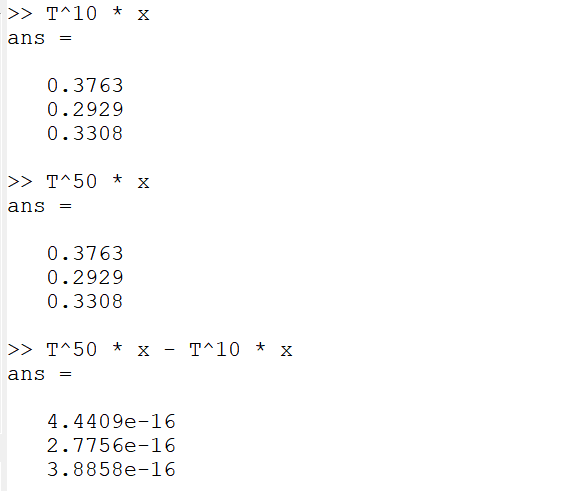 >> T^10 * x
ans =
0.3763
0.2929
0.3308
>> T^50 * x
ans =
0.3763
0.2929
0.3308
>> T^50 * x - T^10 * x
ans =
4.4409e-16
2.7756e-16
3.8858e-16